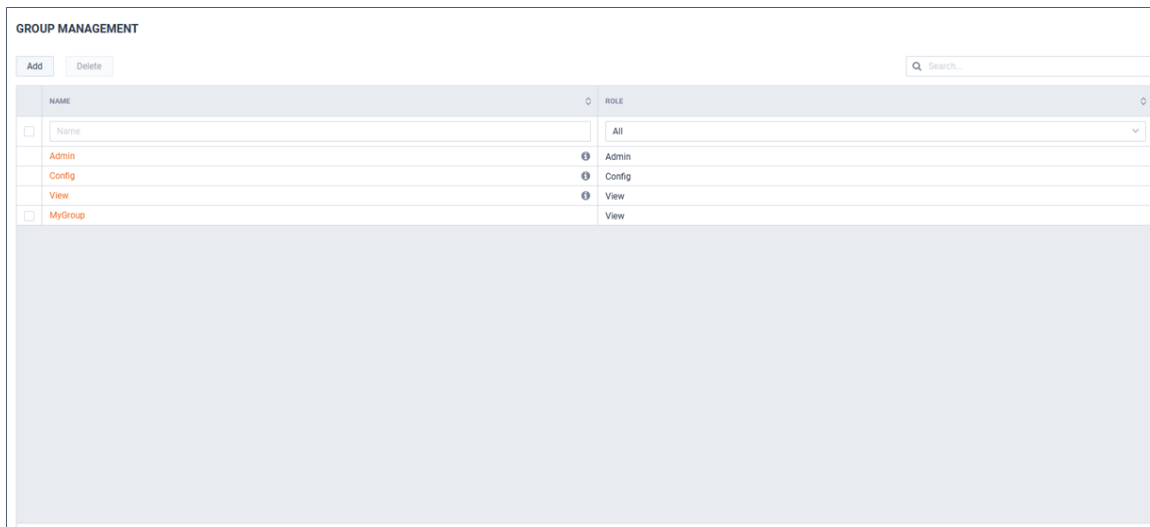 GROUP MANAGEMENT
Add Delete Search...
NAME ROLE
Name All
Admin Admin
Config Config
View View
MyGroup View